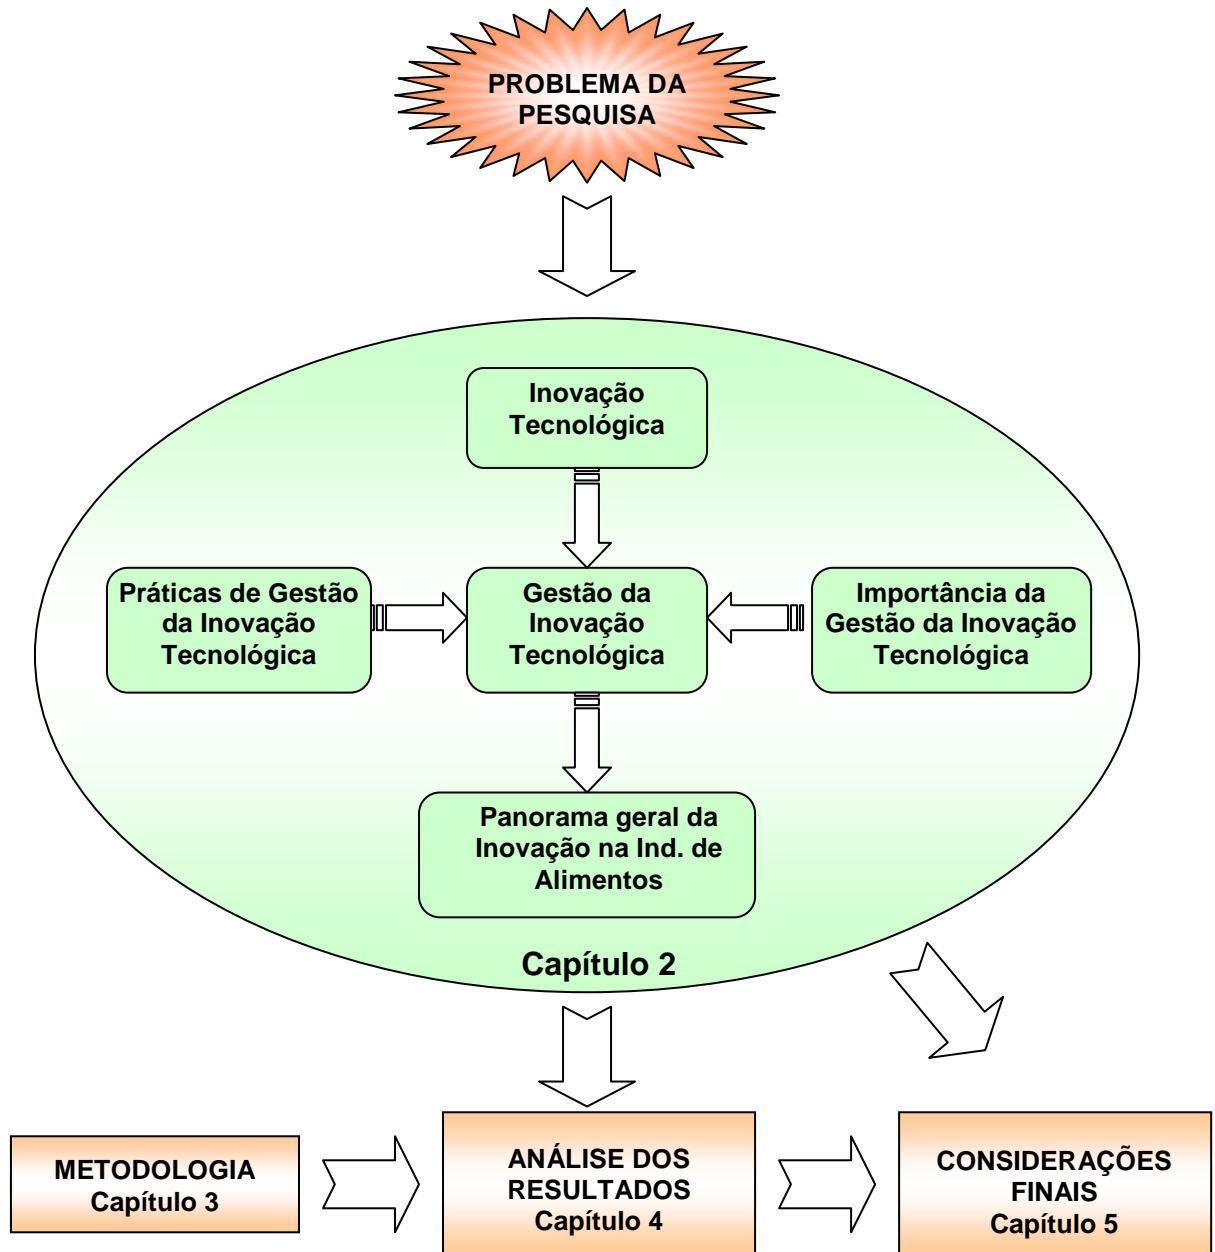 PROBLEMA DA
PESQUISA
Inovação
Tecnológica
Práticas de Gestão
da Inovação
Tecnológica
Gestão da
Inovação
Tecnológica
Importância da
Gestão da Inovação
Tecnológica
Panorama geral da
Inovação na Ind. de
Alimentos
Capítulo 2
METODOLOGIA
Capítulo 3
ANÁLISE DOS
RESULTADOS
Capítulo 4
CONSIDERAÇÕES
FINAIS
Capítulo 5